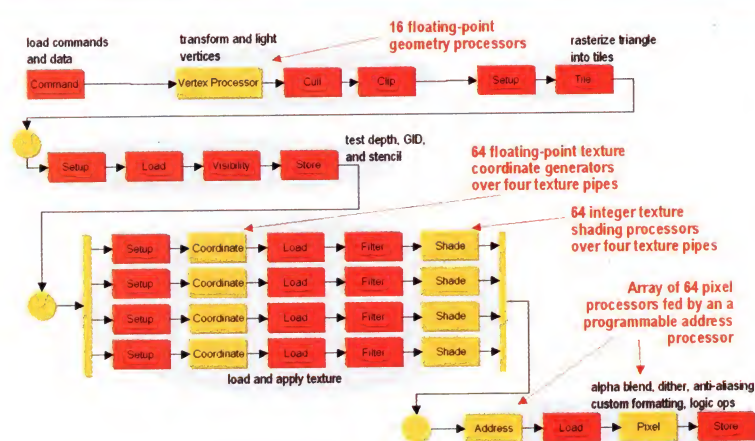 16 floating-point
geometry processors
load commands
and data
transform and light
vertices
rasterize triangle
into tiles
Command
Vertex Processor
Cull
Clip
Setup
Tile
test depth, GID,
and stencil
Setup
Load
Visibility
Store
64 floating-point texture
coordinate generators
over four texture pipes
64 integer texture
shading processors
over four texture pipes
Setup
Coordinate
Load
Filter
Shade
Setup
Coordinate
Load
Filter
Shade
Setup
Coordinate
Load
Filter
Shade
Setup
Coordinate
Load
Filter
Shade
load and apply texture
Array of 64 pixel
processors fed by an a
programmable address
processor
alpha blend, dither, anti-aliasing
custom formatting, logic ops
Address
Load
Pixel
Store